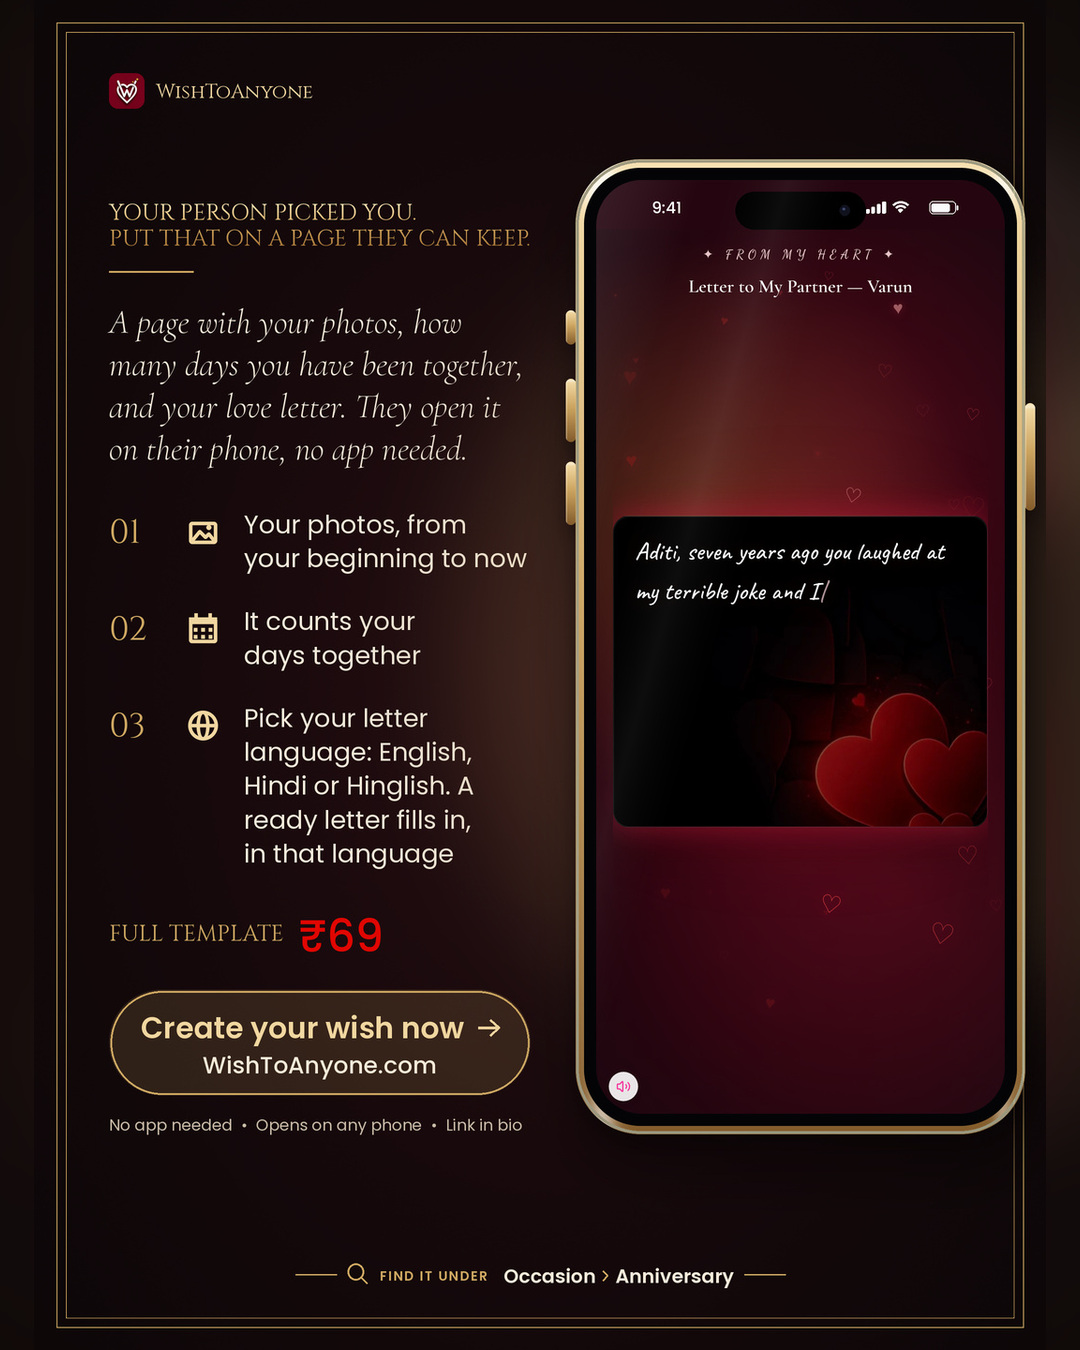 WishToAnyone
YOUR PERSON PICKED YOU.
PUT THAT ON A PAGE THEY CAN KEEP.
A page with your photos, how
many days you have been together,
and your love letter. They open it
on their phone, no app needed.
01
Your photos, from
your beginning to now
02
It counts your
days together
03
Pick your letter
language: English,
Hindi or Hinglish. A
ready letter fills in,
in that language
FULL TEMPLATE ₹69
Create your wish now →
WishToAnyone.com
No app needed • Opens on any phone • Link in bio
9:41
✦ FROM MY HEART ✦
Letter to My Partner — Varun
Aditi, seven years ago you laughed at
my terrible joke and I
FIND IT UNDER Occasion > Anniversary